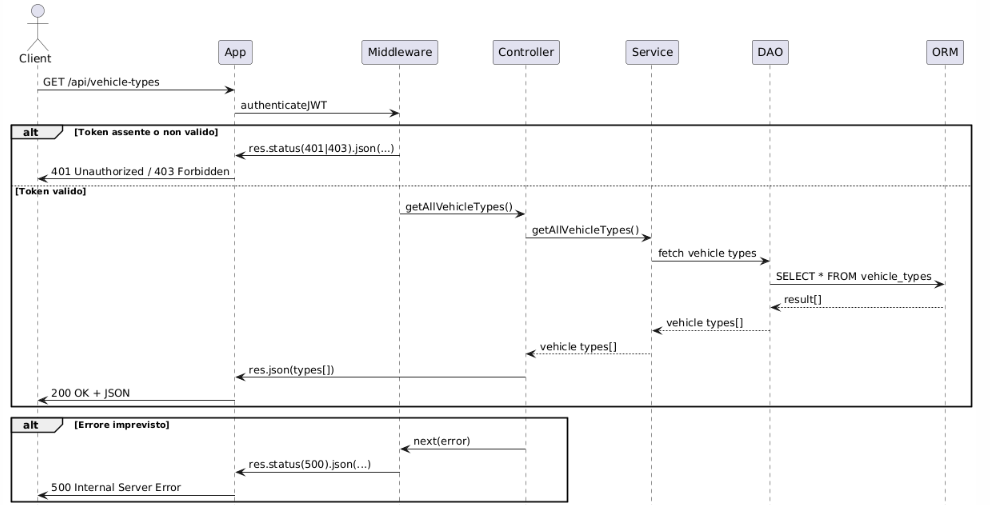 Client
App
Middleware
Controller
Service
DAO
ORM
GET /api/vehicle-types
authenticateJWT
alt [Token assente o non valido]
res.status(401|403).json(...)
401 Unauthorized / 403 Forbidden
[Token valido]
getAllVehicleTypes()
getAllVehicleTypes()
fetch vehicle types
SELECT * FROM vehicle_types
result[]
vehicle types[]
vehicle types[]
res.json(types[])
200 OK + JSON
alt [Errore imprevisto]
next(error)
res.status(500).json(...)
500 Internal Server Error